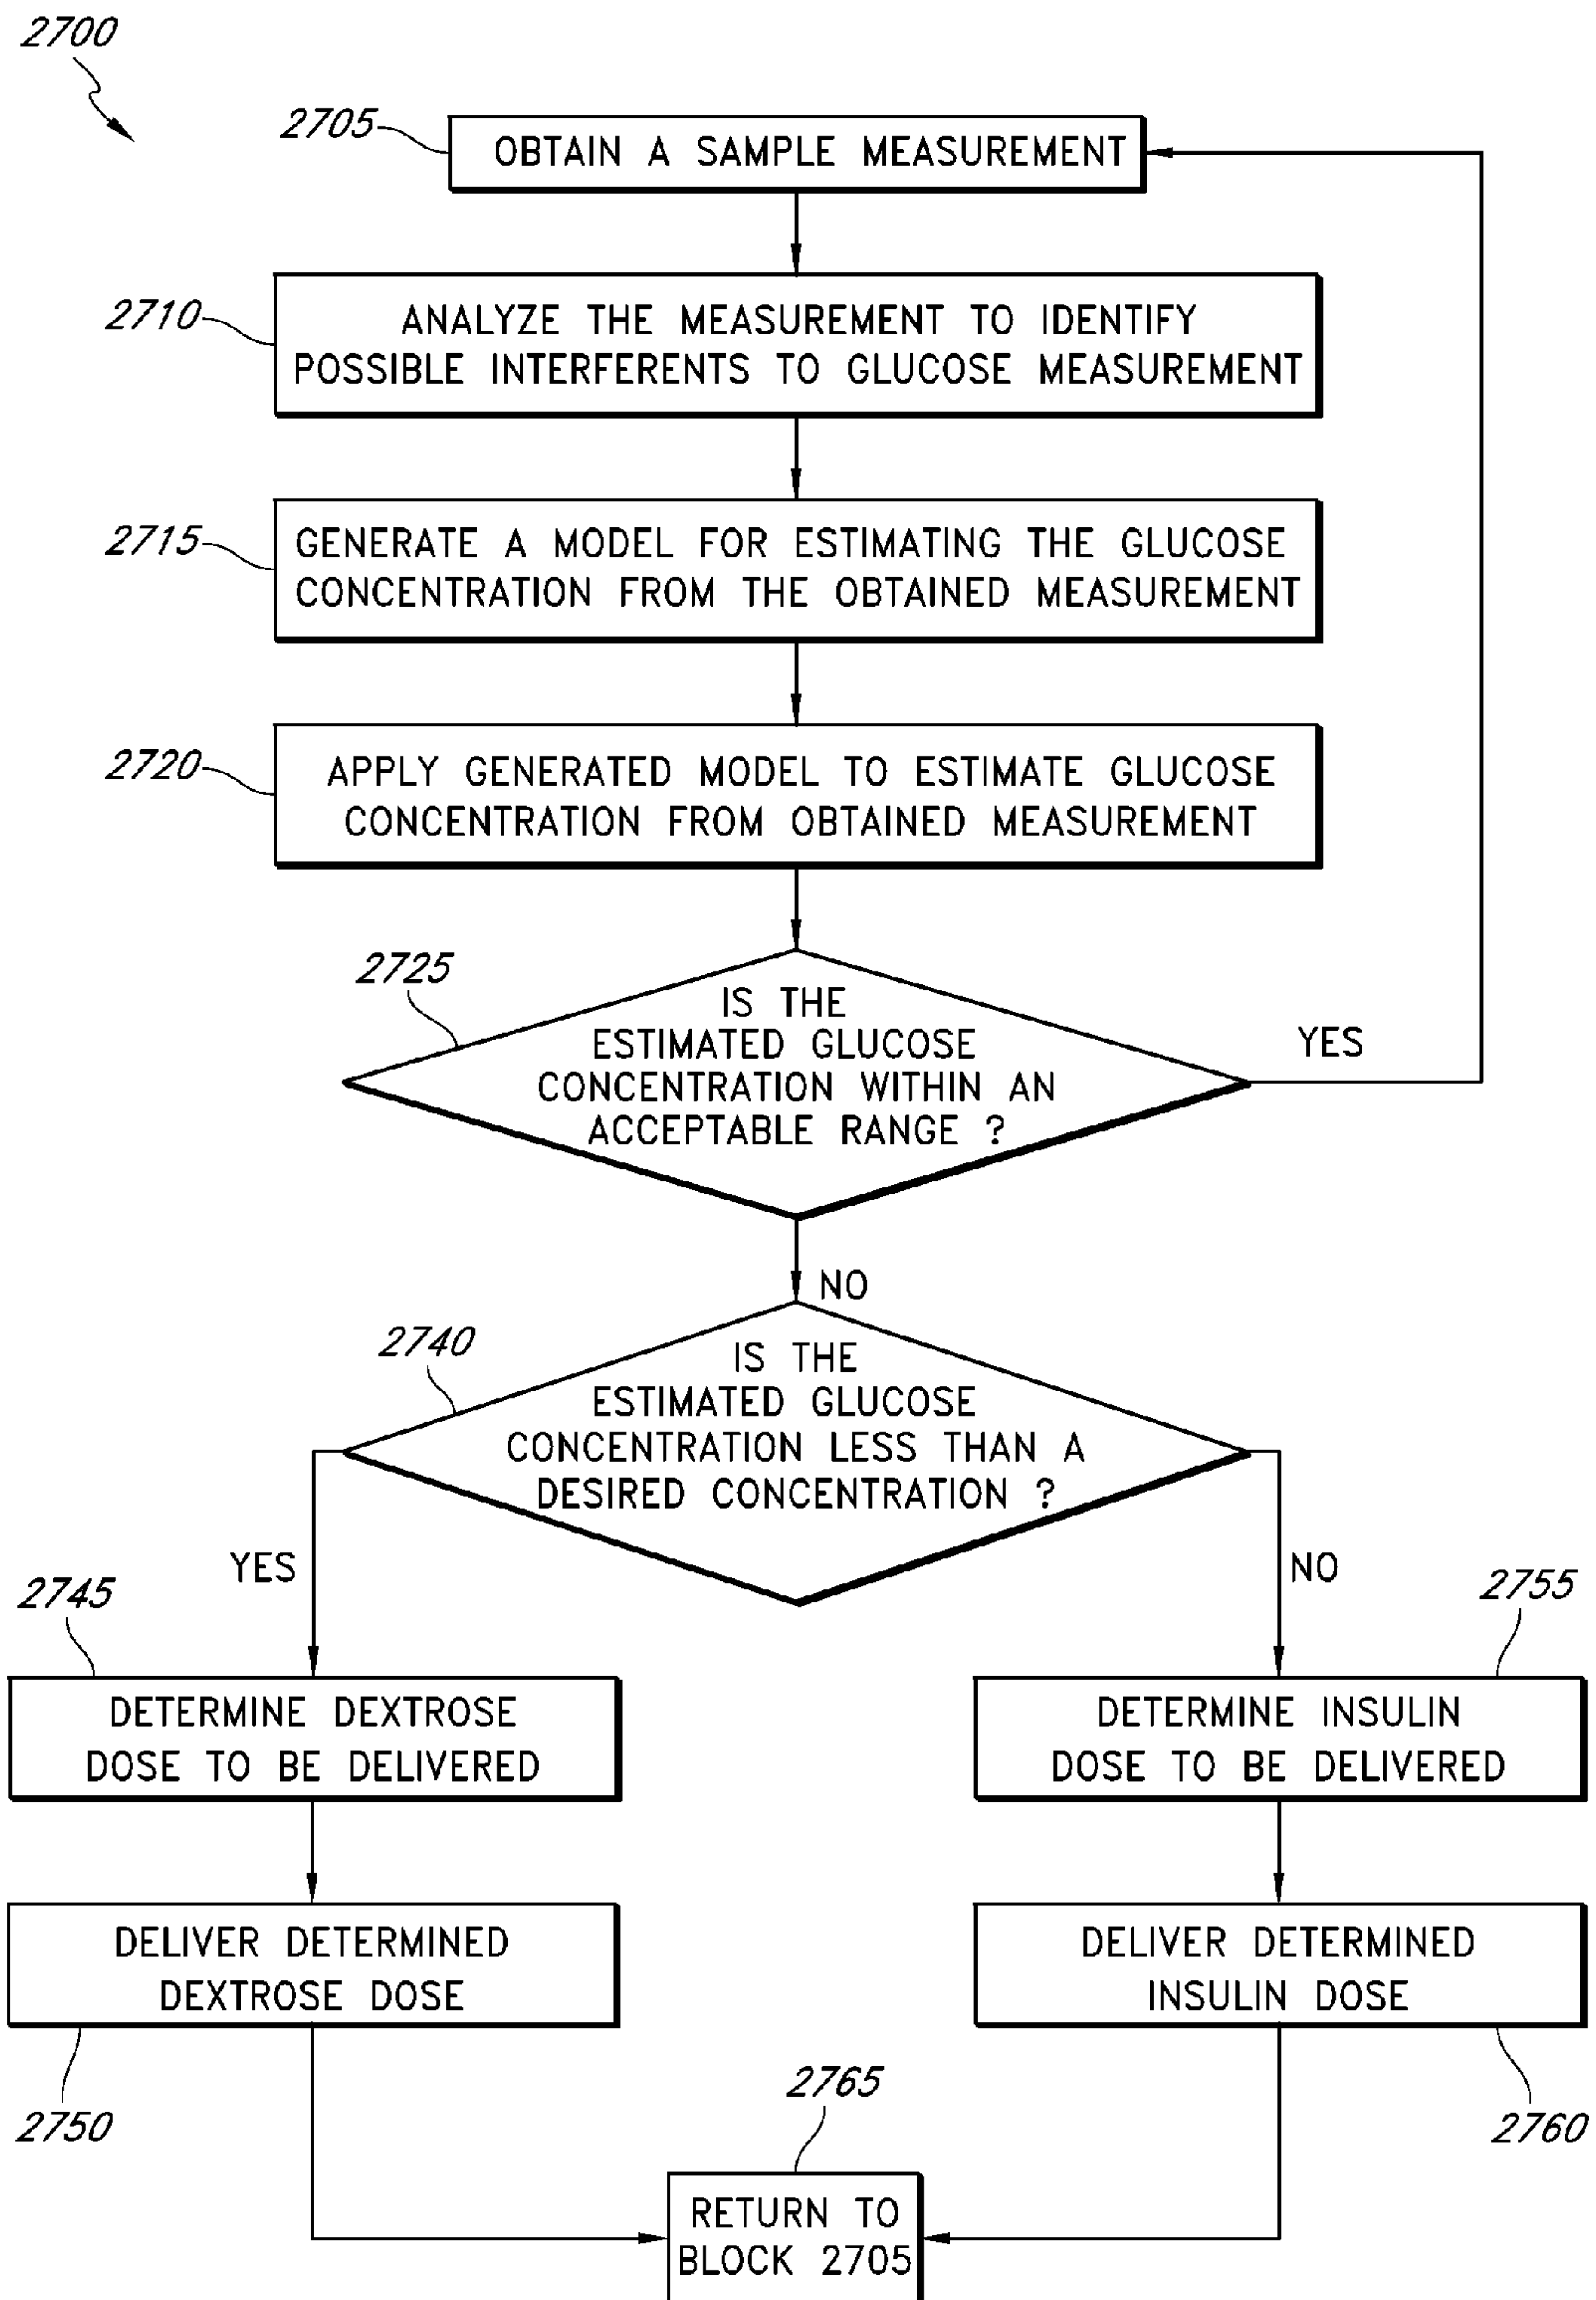 2700
2705
OBTAIN A SAMPLE MEASUREMENT
2710
ANALYZE THE MEASUREMENT TO IDENTIFY
POSSIBLE INTERFERENTS TO GLUCOSE MEASUREMENT
2715
GENERATE A MODEL FOR ESTIMATING THE GLUCOSE
CONCENTRATION FROM THE OBTAINED MEASUREMENT
2720
APPLY GENERATED MODEL TO ESTIMATE GLUCOSE
CONCENTRATION FROM OBTAINED MEASUREMENT
2725
IS THE
ESTIMATED GLUCOSE
CONCENTRATION WITHIN AN
ACCEPTABLE RANGE ?
YES
NO
2740
IS THE
ESTIMATED GLUCOSE
CONCENTRATION LESS THAN A
DESIRED CONCENTRATION ?
YES
NO
2745
DETERMINE DEXTROSE
DOSE TO BE DELIVERED
2755
DETERMINE INSULIN
DOSE TO BE DELIVERED
DELIVER DETERMINED
DEXTROSE DOSE
2750
DELIVER DETERMINED
INSULIN DOSE
2760
2765
RETURN TO
BLOCK 2705